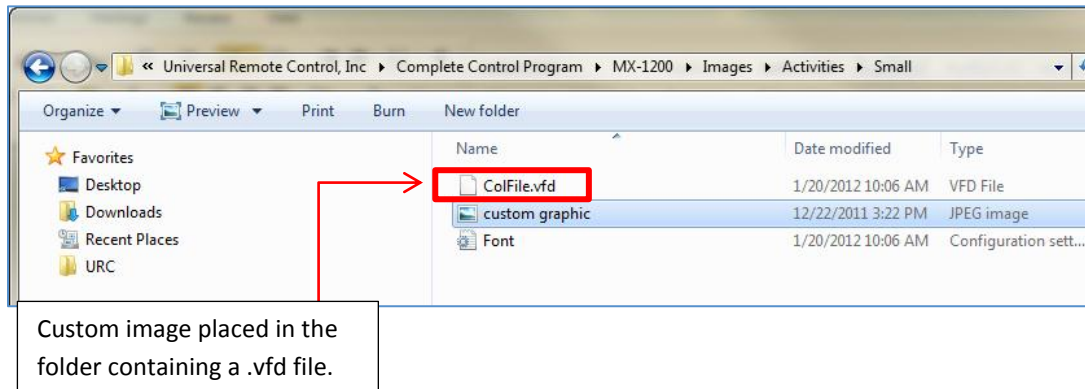 « Universal Remote Control, Inc ▸ Complete Control Program ▸ MX-1200 ▸ Images ▸ Activities ▸ Small
Organize ▾ Preview ▾ Print Burn New folder
Favorites
Desktop
Downloads
Recent Places
URC
Name Date modified Type
ColFile.vfd 1/20/2012 10:06 AM VFD File
custom graphic 12/22/2011 3:22 PM JPEG image
Font 1/20/2012 10:06 AM Configuration sett...
Custom image placed in the
folder containing a .vfd file.